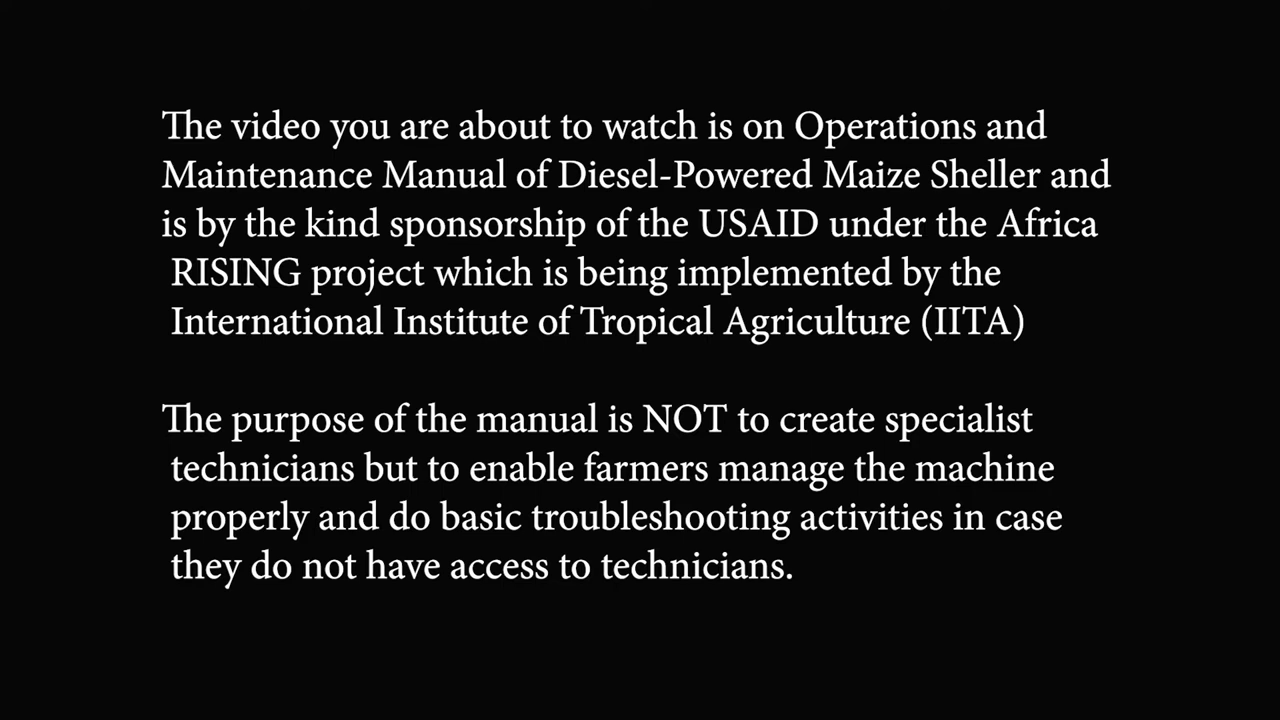 The video you are about to watch is on Operations and
Maintenance Manual of Diesel-Powered Maize Sheller and
is by the kind sponsorship of the USAID under the Africa
RISING project which is being implemented by the
International Institute of Tropical Agriculture (IITA)
The purpose of the manual is NOT to create specialist
technicians but to enable farmers manage the machine
properly and do basic troubleshooting activities in case
they do not have access to technicians.